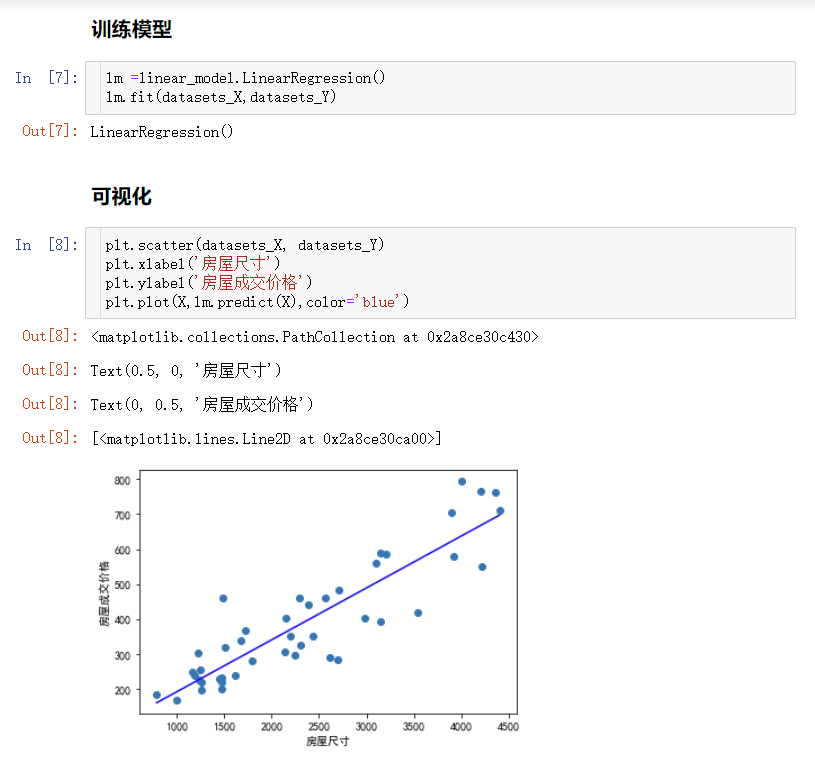 训练模型
In [7]: lm =linear_model.LinearRegression()
lm.fit(datasets_X,datasets_Y)
Out[7]: LinearRegression()
可视化
In [8]: plt.scatter(datasets_X, datasets_Y)
plt.xlabel('房屋尺寸')
plt.ylabel('房屋成交价格')
plt.plot(X,lm.predict(X),color='blue')
Out[8]: <matplotlib.collections.PathCollection at 0x2a8ce30c430>
Out[8]: Text(0.5, 0, '房屋尺寸')
Out[8]: Text(0, 0.5, '房屋成交价格')
Out[8]: [<matplotlib.lines.Line2D at 0x2a8ce30ca00>]
800
700
600
500
400
300
200
房屋成交价格
1000 1500 2000 2500 3000 3500 4000 4500
房屋尺寸